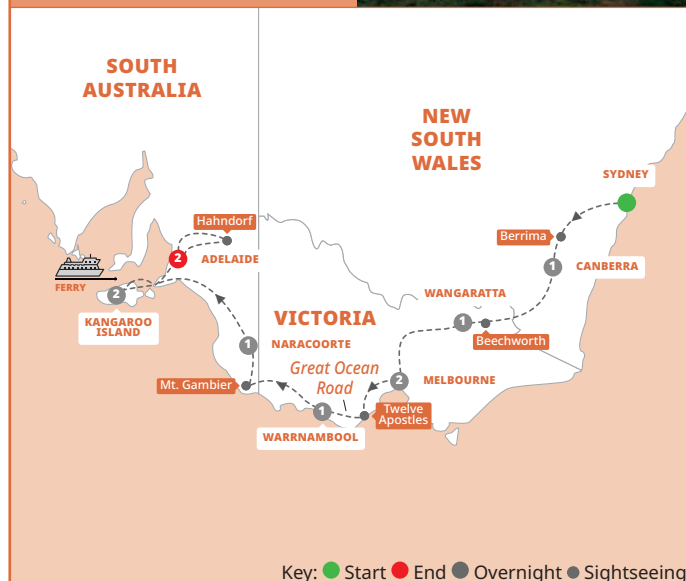 SOUTH
AUSTRALIA
NEW
SOUTH
WALES
SYDNEY
Hahndorf
Berrima
2
ADELAIDE
1
CANBERRA
FERRY
2
KANGAROO
ISLAND
WANGARATTA
VICTORIA
1
Beechworth
1
NARACOORTE
Great Ocean
Road
Mt. Gambier
2
MELBOURNE
1
Twelve
Apostles
WARRNAMBOOL
Key: Start End Overnight Sightseeing